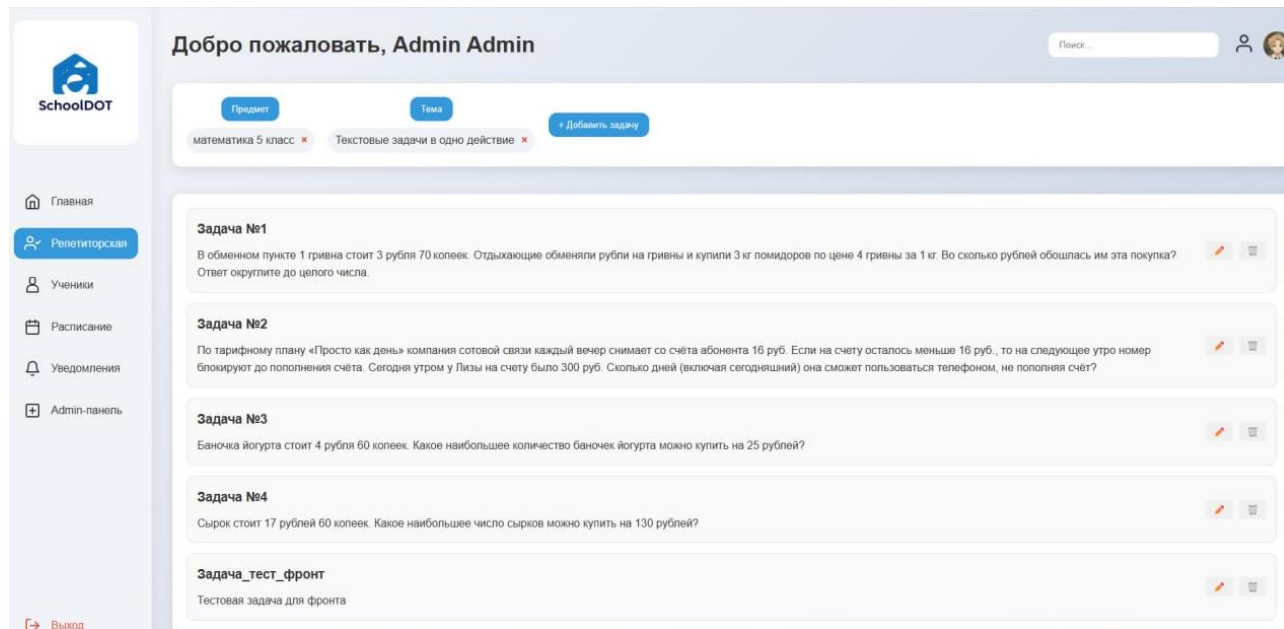 SchoolDOT
Добро пожаловать, Admin Admin
Поиск...
Предмет
Тема
+ Добавить задачу
математика 5 класс ×
Текстовые задачи в одно действие ×
Главная
Репетиторская
Ученики
Расписание
Уведомления
Admin-панель
Выход
Задача №1
В обменном пункте 1 гривна стоит 3 рубля 70 копеек. Отдыхающие обменяли рубли на гривны и купили 3 кг помидоров по цене 4 гривны за 1 кг. Во сколько рублей обошлась им эта покупка?
Ответ округлите до целого числа.
Задача №2
По тарифному плану «Просто как день» компания сотовой связи каждый вечер снимает со счёта абонента 16 руб. Если на счету осталось меньше 16 руб., то на следующее утро номер
блокируют до пополнения счёта. Сегодня утром у Лизы на счету было 300 руб. Сколько дней (включая сегодняшний) она сможет пользоваться телефоном, не пополняя счёт?
Задача №3
Баночка йогурта стоит 4 рубля 60 копеек. Какое наибольшее количество баночек йогурта можно купить на 25 рублей?
Задача №4
Сырок стоит 17 рублей 60 копеек. Какое наибольшее число сырков можно купить на 130 рублей?
Задача_тест_фронт
Тестовая задача для фронта